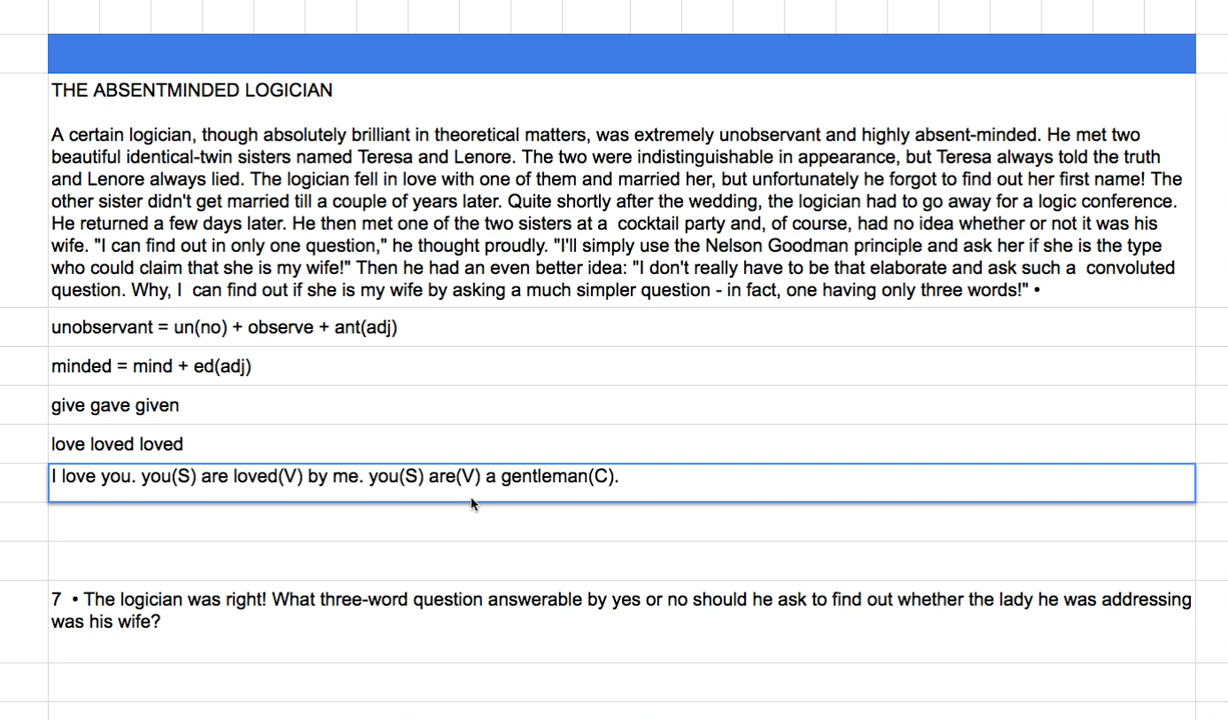 THE ABSENTMINDED LOGICIAN
A certain logician, though absolutely brilliant in theoretical matters, was extremely unobservant and highly absent-minded. He met two
beautiful identical-twin sisters named Teresa and Lenore. The two were indistinguishable in appearance, but Teresa always told the truth
and Lenore always lied. The logician fell in love with one of them and married her, but unfortunately he forgot to find out her first name! The
other sister didn't get married till a couple of years later. Quite shortly after the wedding, the logician had to go away for a logic conference.
He returned a few days later. He then met one of the two sisters at a  cocktail party and, of course, had no idea whether or not it was his
wife. "I can find out in only one question," he thought proudly. "I'll simply use the Nelson Goodman principle and ask her if she is the type
who could claim that she is my wife!" Then he had an even better idea: "I don't really have to be that elaborate and ask such a  convoluted
question. Why, I  can find out if she is my wife by asking a much simpler question - in fact, one having only three words!" •
unobservant = un(no) + observe + ant(adj)
minded = mind + ed(adj)
give gave given
love loved loved
I love you. you(S) are loved(V) by me. you(S) are(V) a gentleman(C).
7  • The logician was right! What three-word question answerable by yes or no should he ask to find out whether the lady he was addressing
was his wife?